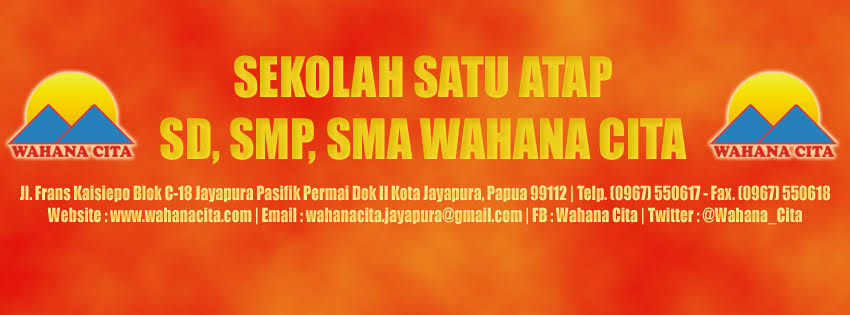 SEKOLAH SATU ATAP
SD, SMP, SMA WAHANA CITA
WAHANA CITA
WAHANA CITA
Jl. Frans Kaisiepo Blok C-18 Jayapura Pasifik Permai Dok II Kota Jayapura, Papua 99112 | Telp. (0967) 550617 - Fax. (0967) 550618
Website : www.wahanacita.com | Email : wahanacita.jayapura@gmail.com | FB : Wahana Cita | Twitter : @Wahana_Cita